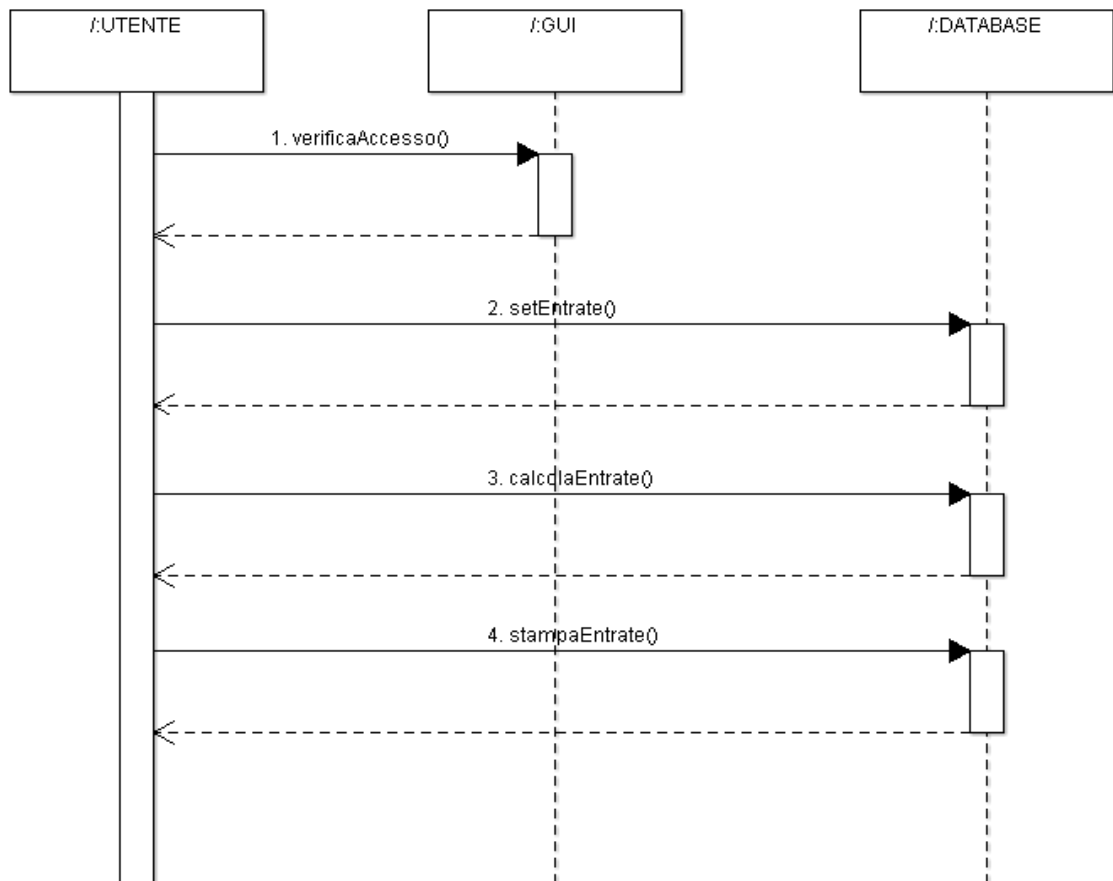 /:UTENTE
/:GUI
/:DATABASE
1. verificaAccesso()
2. setEntrate()
3. calcolaEntrate()
4. stampaEntrate()